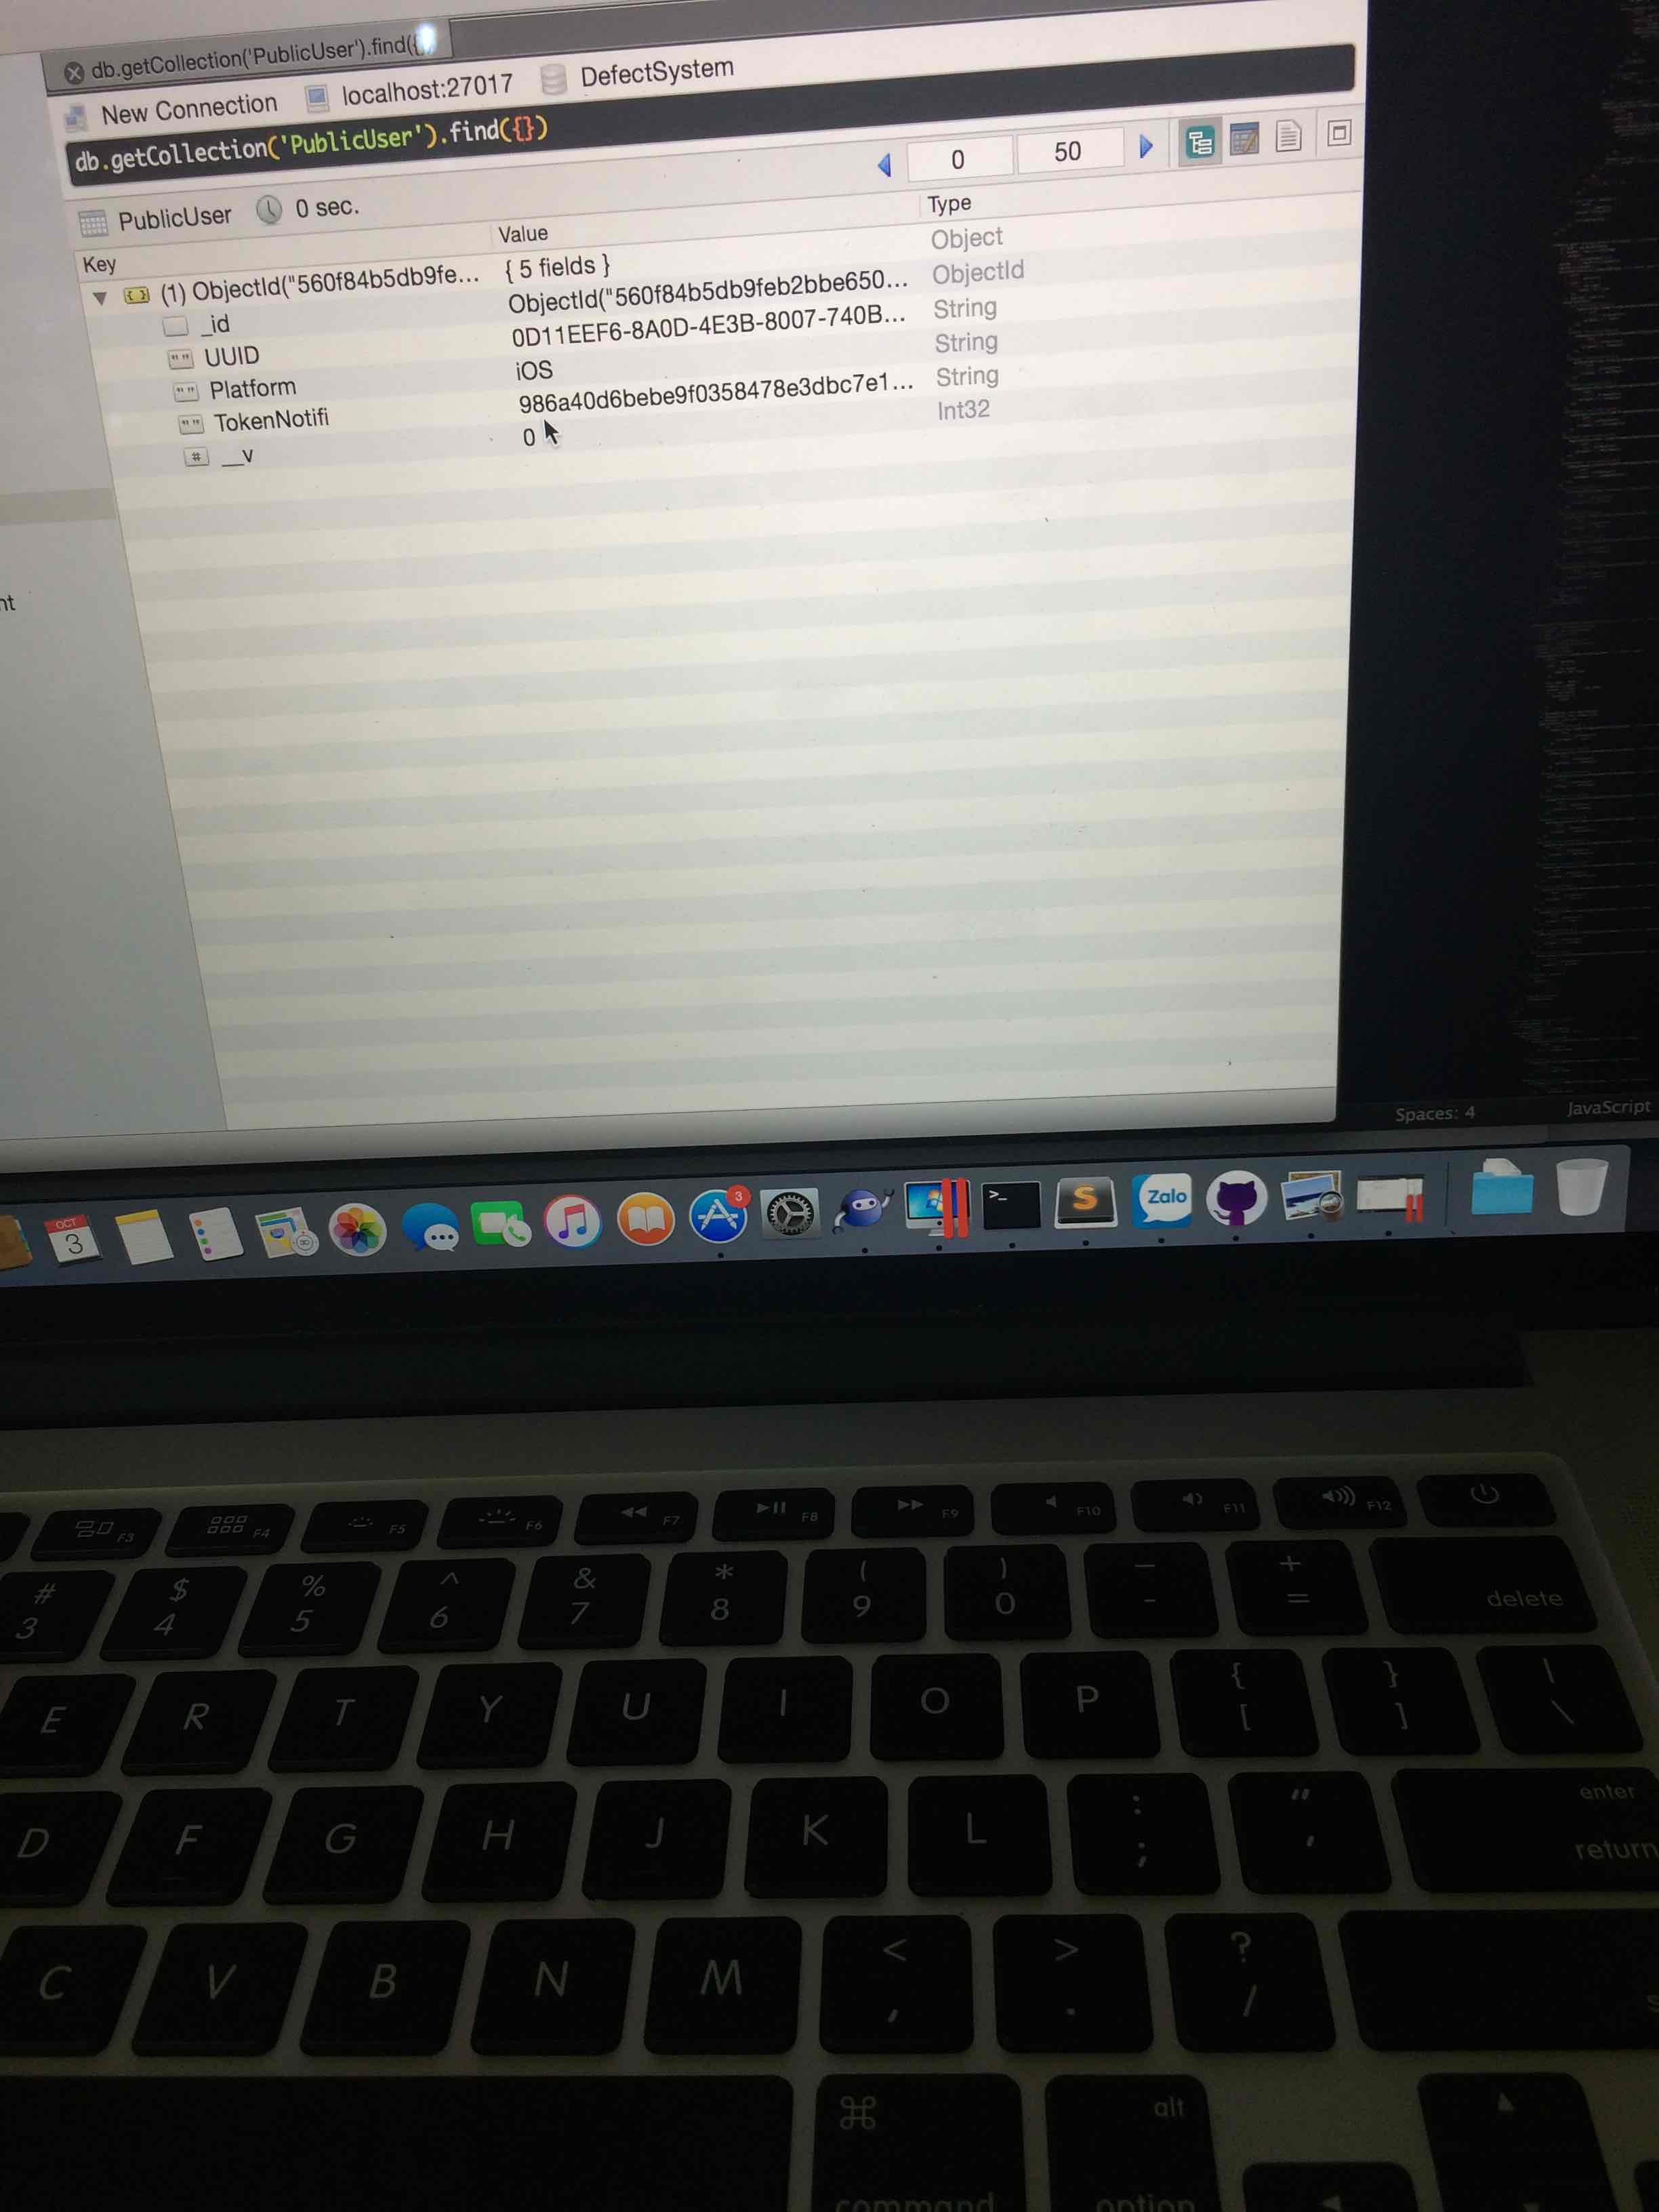 db.getCollection('PublicUser').find({
New Connection localhost:27017 DefectSystem
db.getCollection('PublicUser').find({})
PublicUser 0 sec. 0 50
Key Value Type
(1) ObjectId("560f84b5db9fe... { 5 fields } Object
_id ObjectId("560f84b5db9feb2bbe650... ObjectId
"" UUID 0D11EEF6-8A0D-4E3B-8007-740B... String
"" Platform iOS String
"" TokenNotifi 986a40d6bebe9f0358478e3dbc7e1... String
# __v 0 Int32
nt
Spaces: 4 JavaScript
OCT
3
3
>_
S
Zalo
F3 F4 F5 F6 F7 F8 F9 F10 F11 F12
# $ % ^ & * ( ) — +
3 4 5 6 7 8 9 0 - = delete
E R T Y U I O P { [ } ] | \
D F G H J K L : ; " ' enter return
C V B N M < , > . ? /
⌘ alt
command option